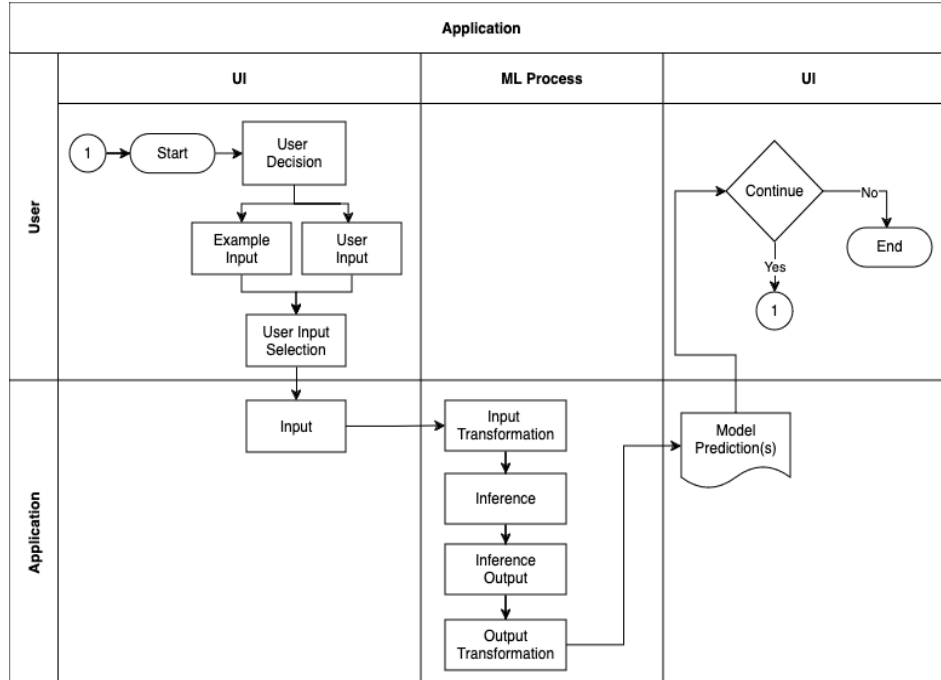 Application
UI
ML Process
UI
User
1
Start
User
Decision
Example
Input
User
Input
User Input
Selection
Continue
No
End
Yes
1
Application
Input
Input
Transformation
Inference
Inference
Output
Output
Transformation
Model
Prediction(s)